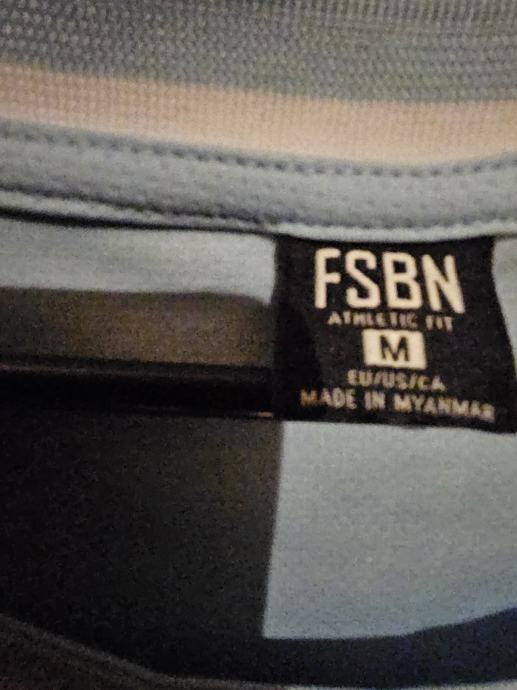 FSBN
ATHLETIC FIT
M
EU/US/CA
MADE IN MYANMAR